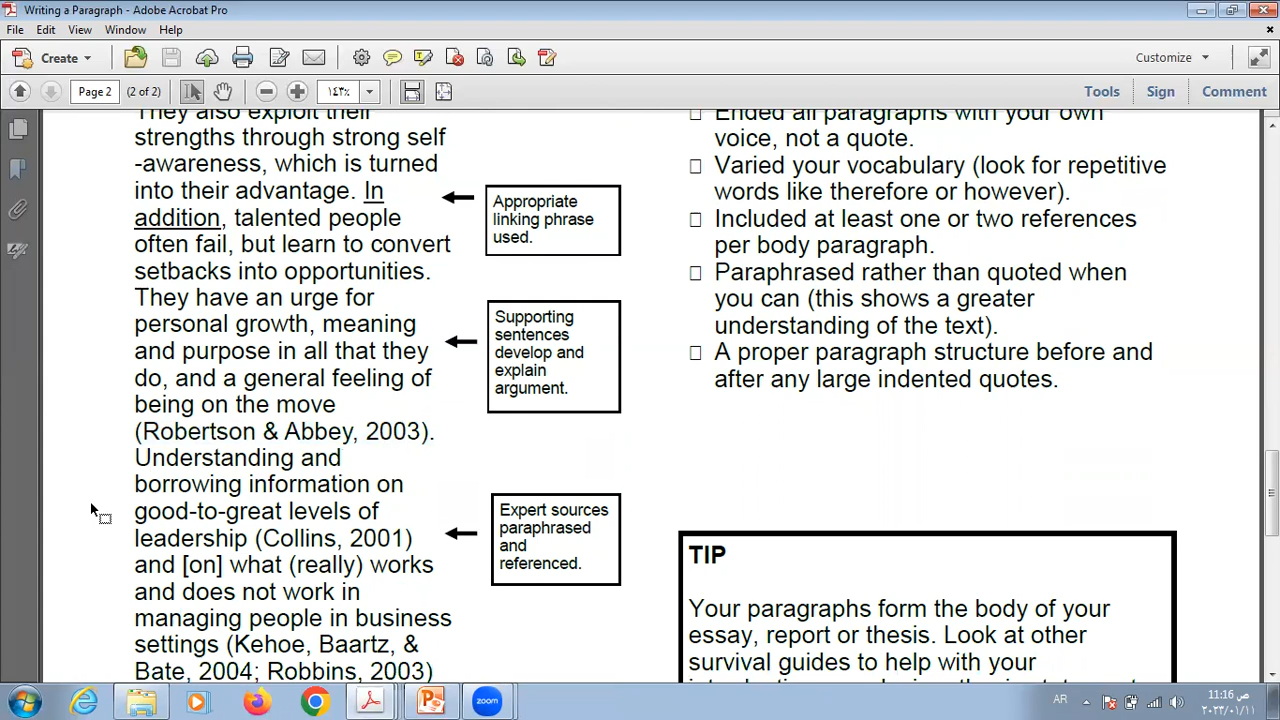 Writing a Paragraph - Adobe Acrobat Pro
File Edit View Window Help
Create
Customize
Page 2 (2 of 2)
١٤٣%
Tools Sign Comment
They also exploit their
strengths through strong self
-awareness, which is turned
into their advantage. In
addition, talented people
often fail, but learn to convert
setbacks into opportunities.
They have an urge for
personal growth, meaning
and purpose in all that they
do, and a general feeling of
being on the move
(Robertson & Abbey, 2003).
Understanding and
borrowing information on
good-to-great levels of
leadership (Collins, 2001)
and [on] what (really) works
and does not work in
managing people in business
settings (Kehoe, Baartz, &
Bate, 2004; Robbins, 2003)
Appropriate
linking phrase
used.
Supporting
sentences
develop and
explain
argument.
Expert sources
paraphrased
and
referenced.
Ended all paragraphs with your own
voice, not a quote.
Varied your vocabulary (look for repetitive
words like therefore or however).
Included at least one or two references
per body paragraph.
Paraphrased rather than quoted when
you can (this shows a greater
understanding of the text).
A proper paragraph structure before and
after any large indented quotes.
TIP
Your paragraphs form the body of your
essay, report or thesis. Look at other
survival guides to help with your
zoom
AR
11:16 ص
٢٠٢٣/٠١/١١